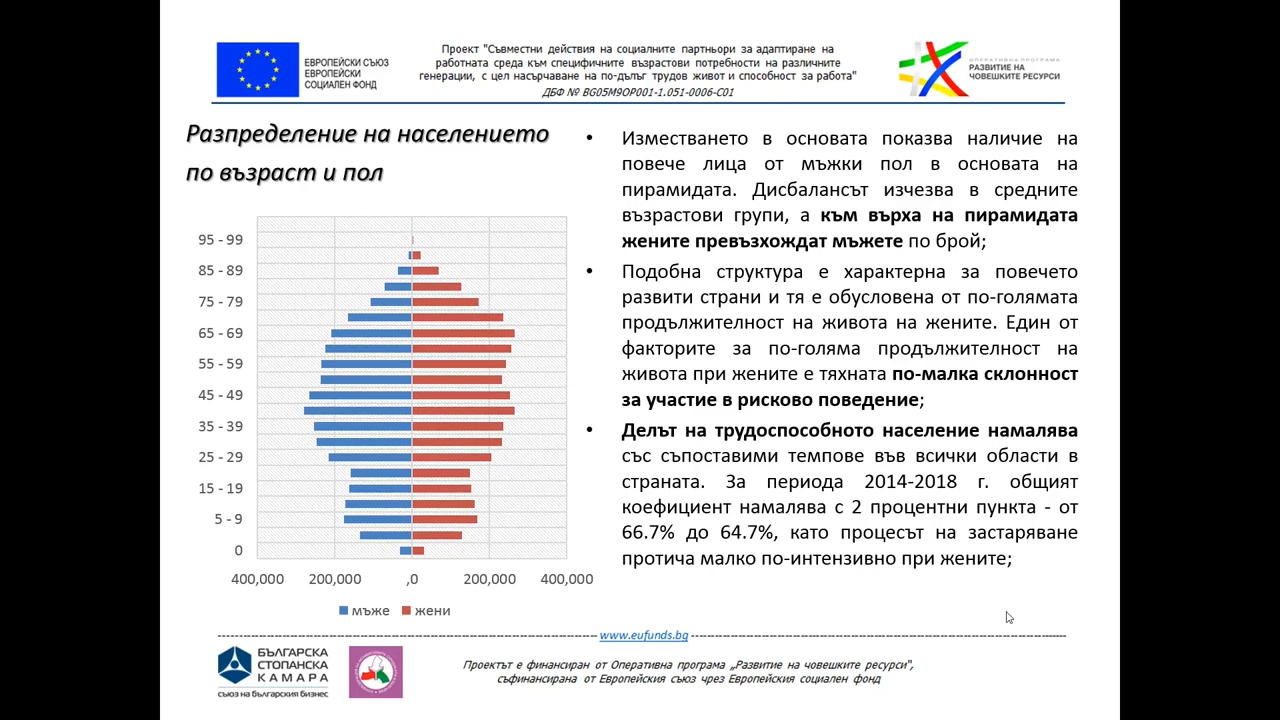 ЕВРОПЕЙСКИ СЪЮЗ
ЕВРОПЕЙСКИ
СОЦИАЛЕН ФОНД
Проект "Съвместни действия на социалните партньори за адаптиране на
работната среда към специфичните възрастови потребности на различните
генерации, с цел насърчаване на по-дълъг трудов живот и способност за работа"
ДБФ № BG05M9OP001-1.051-0006-C01
ОПЕРАТИВНА ПРОГРАМА
РАЗВИТИЕ НА
ЧОВЕШКИТЕ РЕСУРСИ
Разпределение на населението
по възраст и пол
95 - 99
85 - 89
75 - 79
65 - 69
55 - 59
45 - 49
35 - 39
25 - 29
15 - 19
5 - 9
0
400,000 200,000 ,0 200,000 400,000
мъже жени
• Изместването в основата показва наличие на
повече лица от мъжки пол в основата на
пирамидата. Дисбалансът изчезва в средните
възрастови групи, а към върха на пирамидата
жените превъзхождат мъжете по брой;
• Подобна структура е характерна за повечето
развити страни и тя е обусловена от по-голямата
продължителност на живота на жените. Един от
факторите за по-голяма продължителност на
живота при жените е тяхната по-малка склонност
за участие в рисково поведение;
• Делът на трудоспособното население намалява
със съпоставими темпове във всички области в
страната. За периода 2014-2018 г. общият
коефициент намалява с 2 процентни пункта - от
66.7% до 64.7%, като процесът на застаряване
протича малко по-интензивно при жените;
www.eufunds.bg
БЪЛГАРСКА
СТОПАНСКА
КАМАРА
СЪЮЗ НА БЪЛГАРСКИЯ БИЗНЕС
Проектът е финансиран от Оперативна програма „Развитие на човешките ресурси",
съфинансирана от Европейския съюз чрез Европейския социален фонд